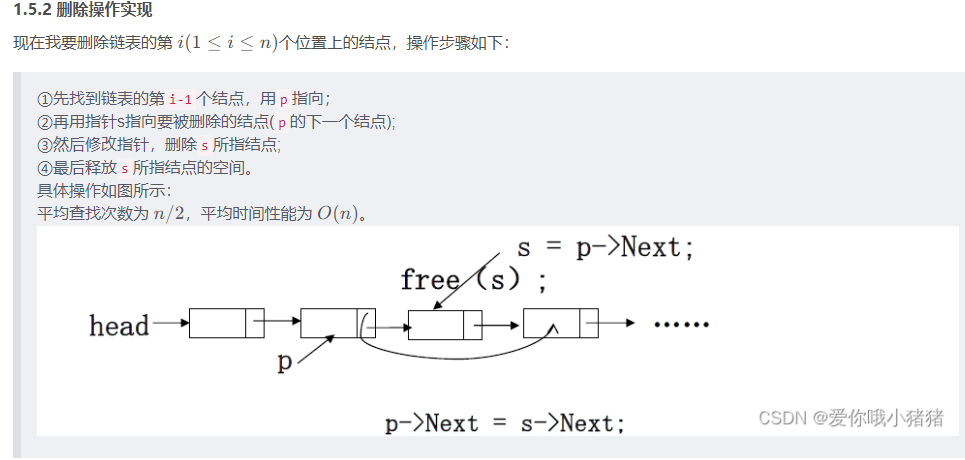 1.5.2 删除操作实现
现在我要删除链表的第 i(1 ≤ i ≤ n)个位置上的结点，操作步骤如下：
①先找到链表的第 i-1 个结点，用 p 指向；
②再用指针s指向要被删除的结点( p 的下一个结点);
③然后修改指针，删除 s 所指结点;
④最后释放 s 所指结点的空间。
具体操作如图所示：
平均查找次数为 n/2，平均时间性能为 O(n)。
s = p->Next;
free (s) ;
head
......
p
p->Next = s->Next;
CSDN @爱你哦小猪猪